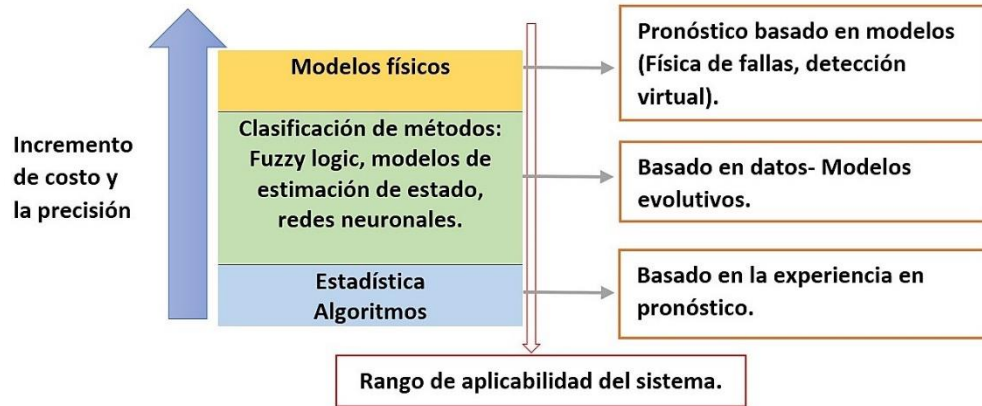 Incremento
de costo y
la precisión
Modelos físicos
Clasificación de métodos:
Fuzzy logic, modelos de
estimación de estado,
redes neuronales.
Estadística
Algoritmos
Pronóstico basado en modelos
(Física de fallas, detección
virtual).
Basado en datos- Modelos
evolutivos.
Basado en la experiencia en
pronóstico.
Rango de aplicabilidad del sistema.